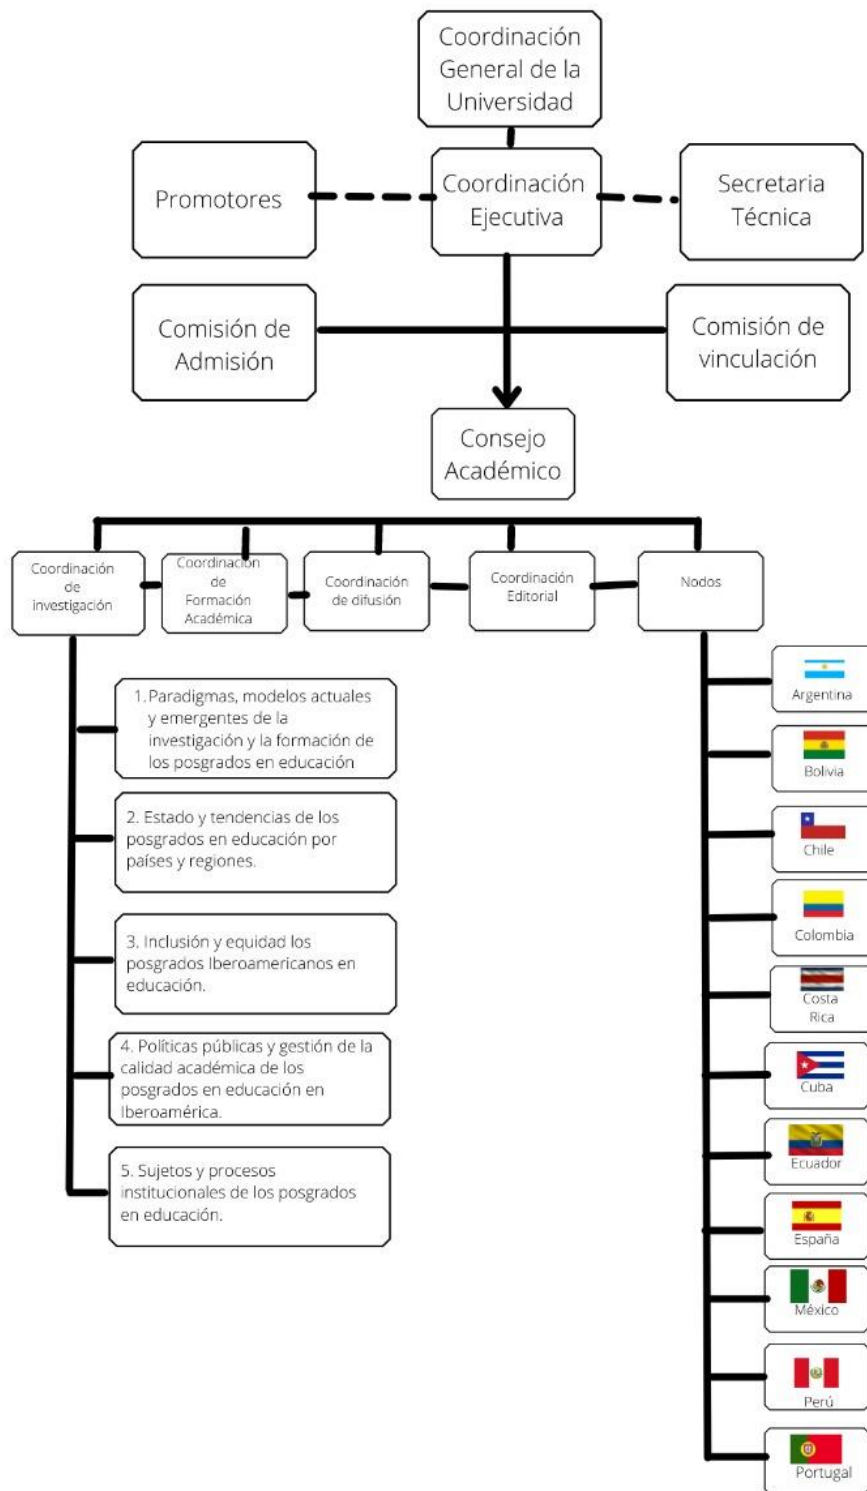 Coordinación
General de la
Universidad
Promotores
Coordinación
Ejecutiva
Secretaria
Técnica
Comisión de
Admisión
Comisión de
vinculación
Consejo
Académico
Coordinación
de
investigación
Coordinación
de
Formación
Académica
Coordinación
de difusión
Coordinación
Editorial
Nodos
1. Paradigmas, modelos actuales
y emergentes de la
investigación y la formación de
los posgrados en educación
2. Estado y tendencias de los
posgrados en educación por
países y regiones.
3. Inclusión y equidad los
posgrados Iberoamericanos en
educación.
4. Políticas públicas y gestión de la
calidad académica de los
posgrados en educación en
Iberoamérica.
5. Sujetos y procesos
institucionales de los posgrados
en educación.
Argentina
Bolivia
Chile
Colombia
Costa
Rica
Cuba
Ecuador
España
México
Perú
Portugal